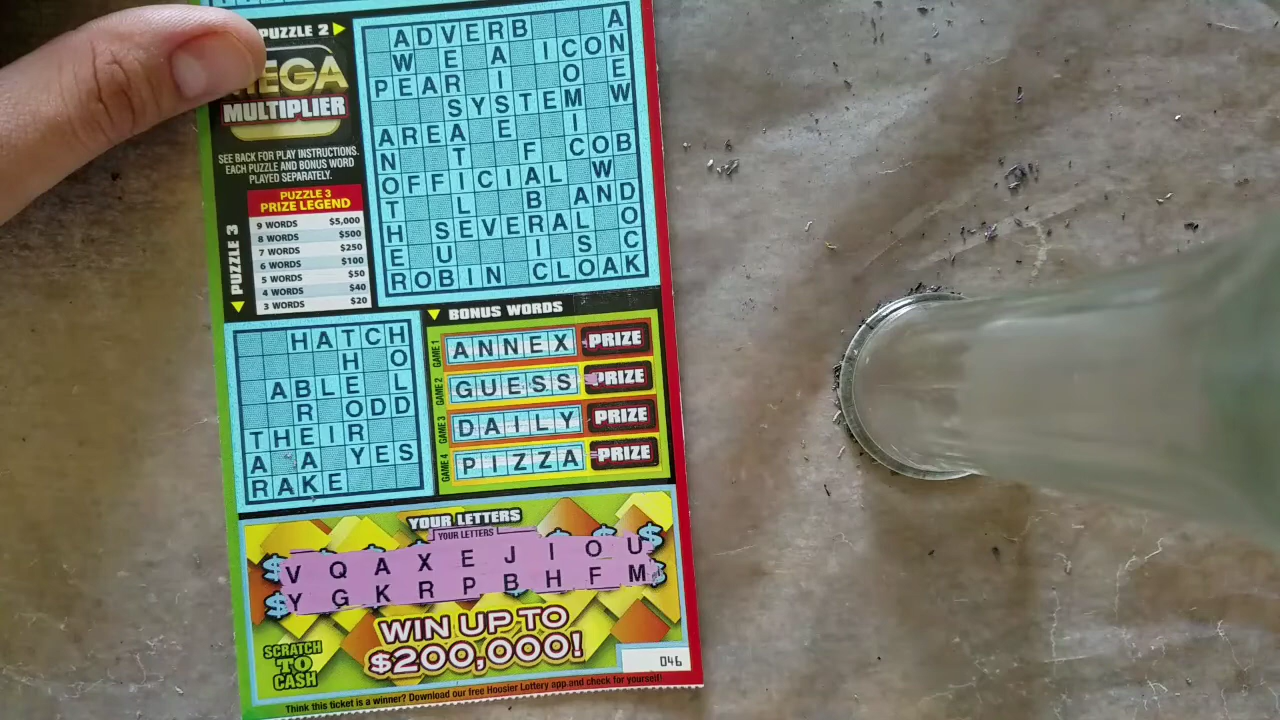 PUZZLE 2
MEGA
MULTIPLIER
SEE BACK FOR PLAY INSTRUCTIONS.
EACH PUZZLE AND BONUS WORD
PLAYED SEPARATELY.
PUZZLE 3
PRIZE LEGEND
9 WORDS $5,000
8 WORDS $500
7 WORDS $250
6 WORDS $100
5 WORDS $50
4 WORDS $40
3 WORDS $20
PUZZLE 3
ADVERB A
W E A ICON N
PEAR I O E
R SYSTEM W
AREA E I
N T F COB
OFFICIAL W
T L B AND
H SEVERAL O
E U I S C
ROBIN CLOAK
HATCH
H O
ABLE E L
R ODD
THEIR R
A A YES
RAKE
BONUS WORDS
GAME 1 ANNEX PRIZE
GAME 2 GUESS PRIZE
GAME 3 DAILY PRIZE
GAME 4 PIZZA PRIZE
YOUR LETTERS
YOUR LETTERS
V Q A X E J I O U
Y G K R P B H F M
WIN UP TO
$200,000!
SCRATCH
TO
CASH
046
Think this ticket is a winner? Download our free Hoosier Lottery app and check for yourself!